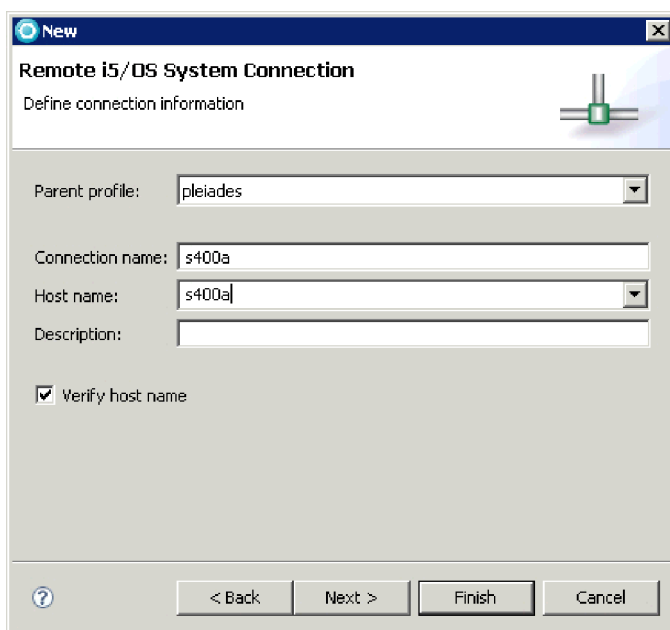 New
Remote i5/OS System Connection
Define connection information
Parent profile: pleiades
Connection name: s400a
Host name: s400a
Description:
Verify host name
? < Back Next > Finish Cancel